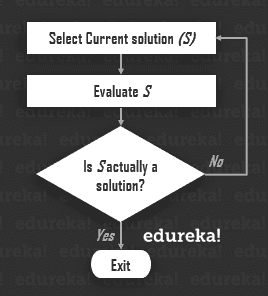 Select Current solution (S)
Evaluate S
Is S actually a
solution?
No
Yes
edureka!
Exit